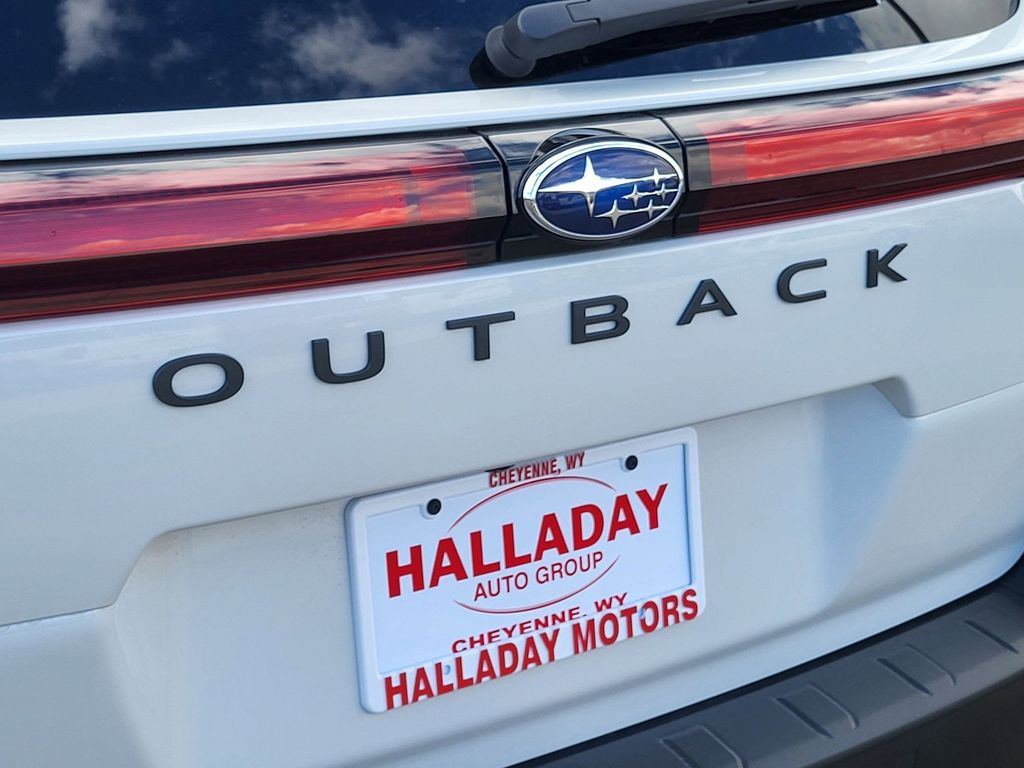 OUTBACK
CHEYENNE, WY
HALLADAY
AUTO GROUP
CHEYENNE, WY
HALLADAY MOTORS